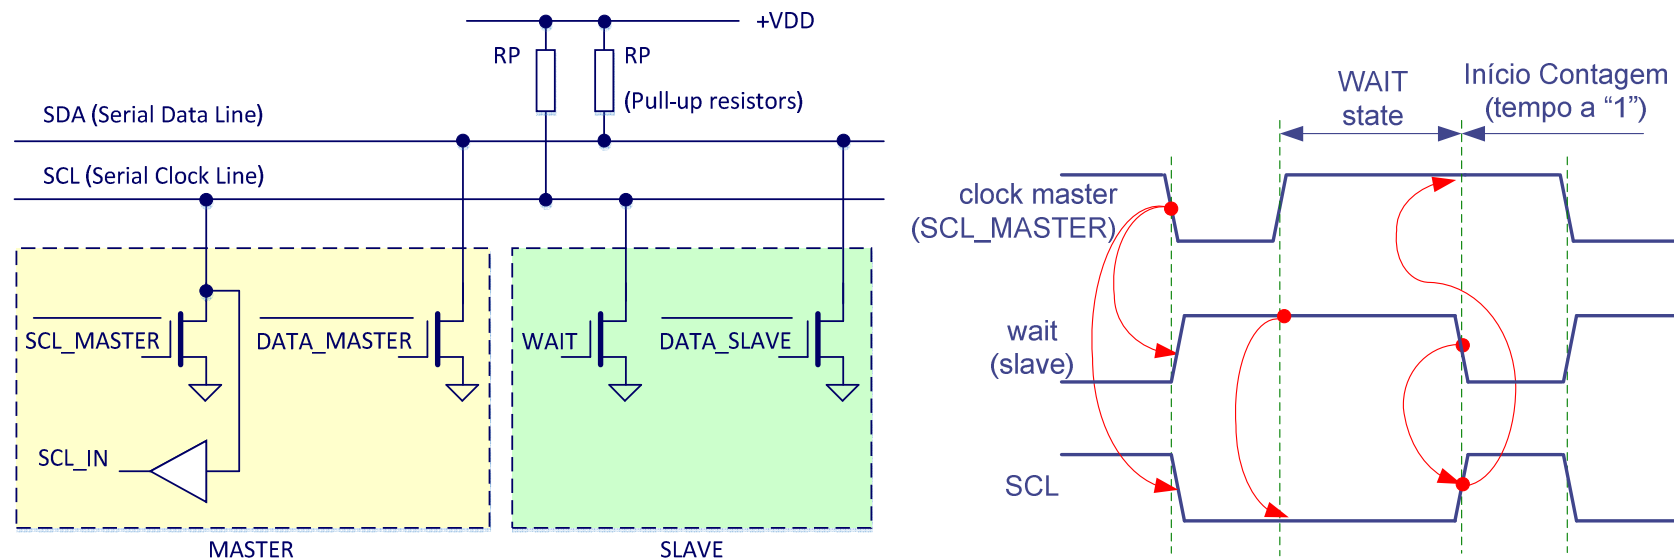 +VDD
RP
RP
(Pull-up resistors)
SDA (Serial Data Line)
SCL (Serial Clock Line)
SCL_MASTER
DATA_MASTER
WAIT
DATA_SLAVE
SCL_IN
MASTER
SLAVE
WAIT
state
Início Contagem
(tempo a “1”)
clock master
(SCL_MASTER)
wait
(slave)
SCL